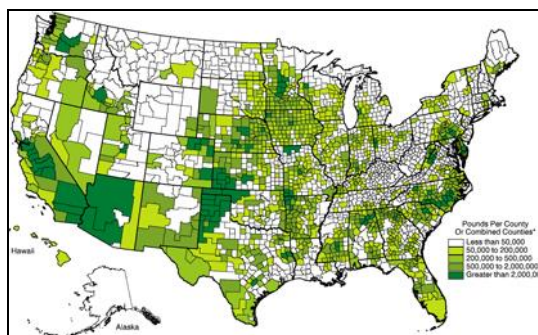 Hawaii
Alaska
Pounds Per County
Or Combined Counties*
Less than 50,000
50,000 to 200,000
200,000 to 500,000
500,000 to 2,000,000
Greater than 2,000,00